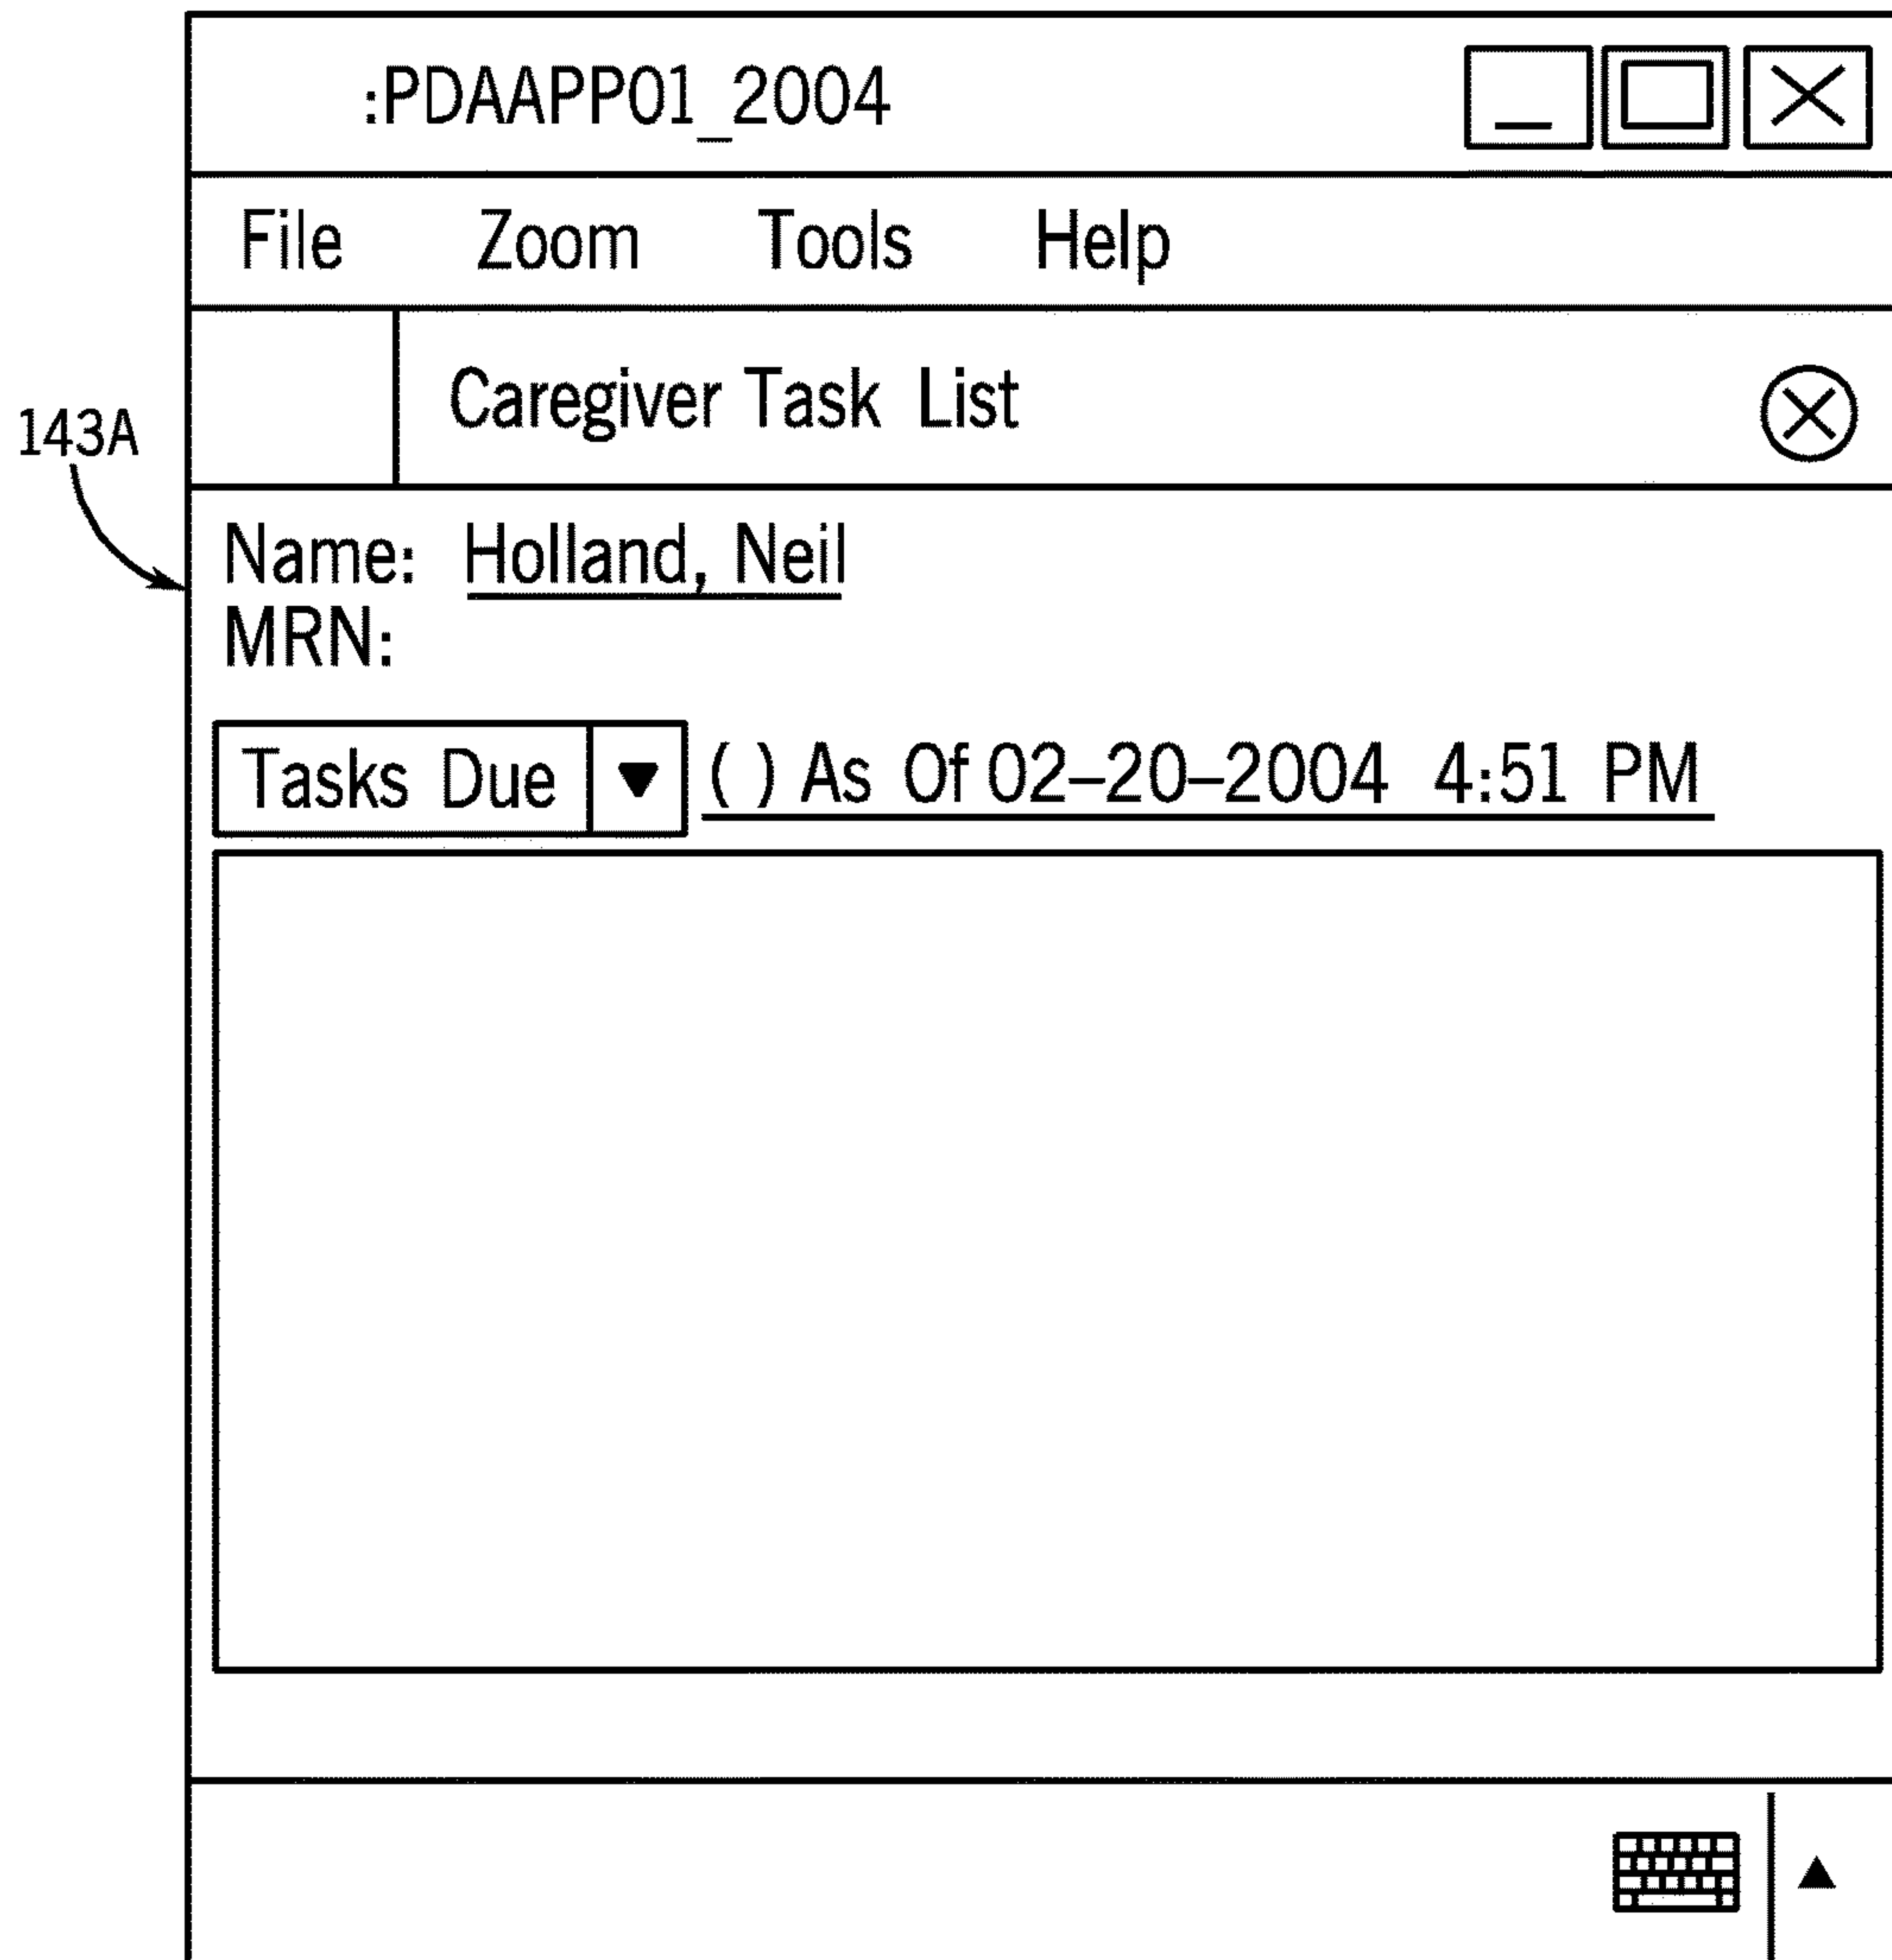 :PDAAPP01_2004
File Zoom Tools Help
Caregiver Task List
143A
Name: Holland, Neil
MRN:
Tasks Due ( ) As Of 02–20–2004 4:51 PM